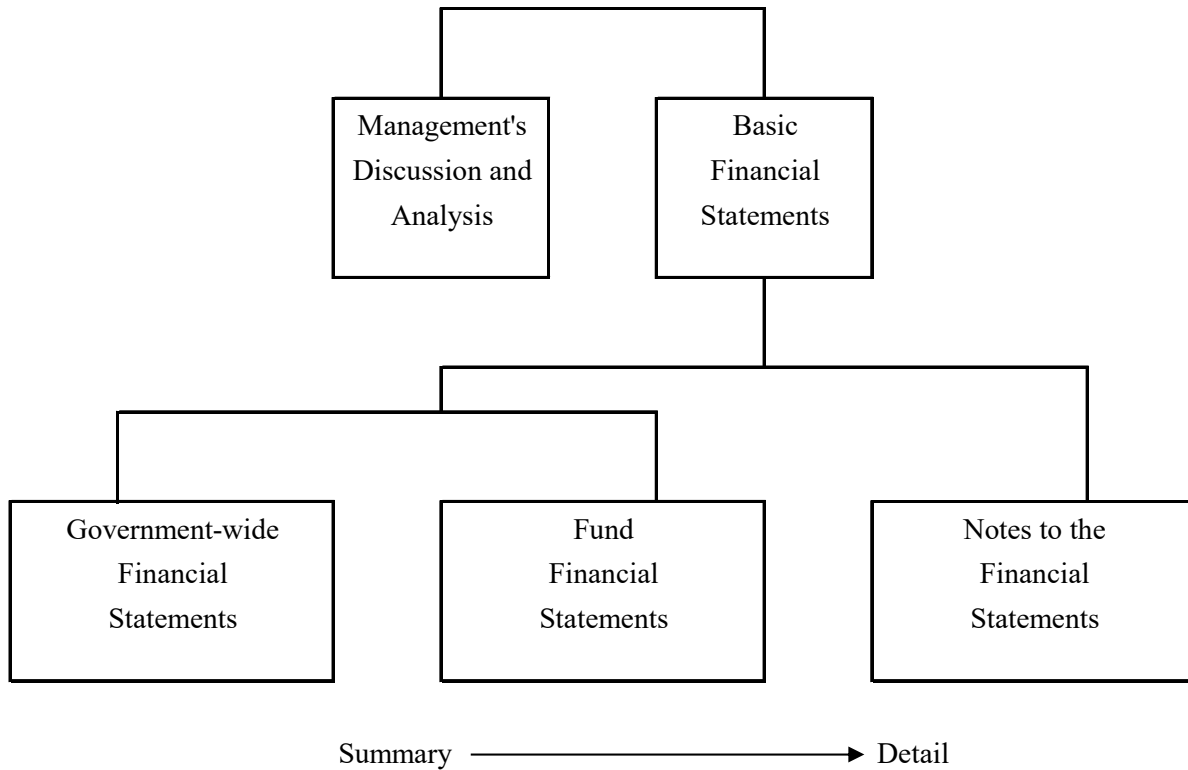 Management's
Discussion and
Analysis
Basic
Financial
Statements
Government-wide
Financial
Statements
Fund
Financial
Statements
Notes to the
Financial
Statements
Summary
Detail